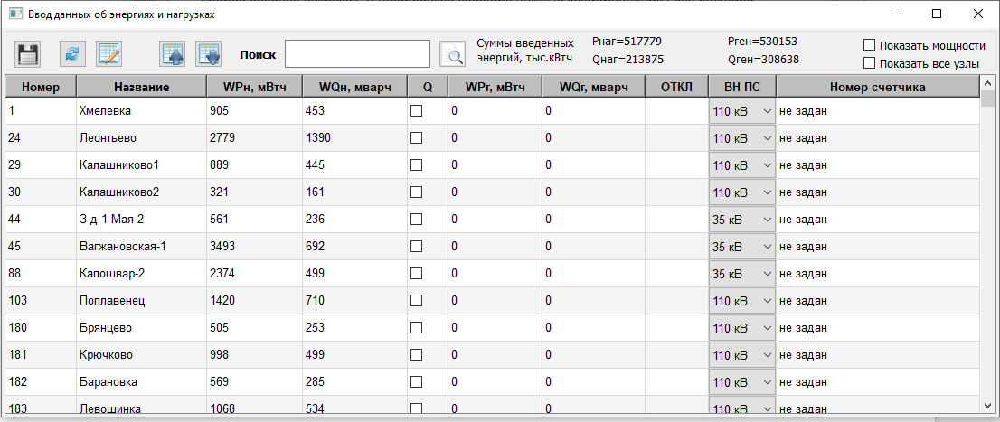 Ввод данных об энергиях и нагрузках
Поиск
Суммы введенных энергий, тыс.кВтч
Pнаг=517779
Qнаг=213875
Pген=530153
Qген=308638
Показать мощности
Показать все узлы
Номер Название WPн, мВтч WQн, мварч Q WPг, мВтч WQг, мварч ОТКЛ ВН ПС Номер счетчика
1 Хмелевка 905 453 0 0 110 кВ не задан
24 Леонтьево 2779 1390 0 0 110 кВ не задан
29 Калашниково1 889 445 0 0 110 кВ не задан
30 Калашниково2 321 161 0 0 110 кВ не задан
44 З-д 1 Мая-2 561 236 0 0 35 кВ не задан
45 Вагжановская-1 3493 692 0 0 35 кВ не задан
88 Капошвар-2 2374 499 0 0 35 кВ не задан
103 Поплавенец 1420 710 0 0 110 кВ не задан
180 Брянцево 505 253 0 0 110 кВ не задан
181 Крючково 998 499 0 0 110 кВ не задан
182 Барановка 569 285 0 0 110 кВ не задан
183 Левошинка 1068 534 0 0 110 кВ не задан